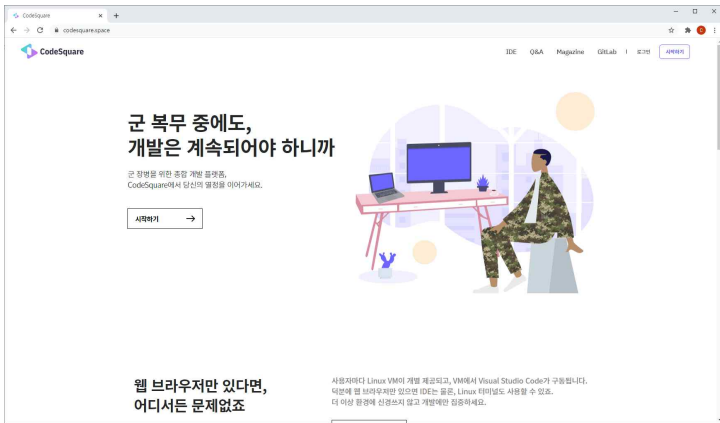 CodeSquare
codesquare.space
CodeSquare
IDE Q&A Magazine GitLab | 로그인 시작하기
군 복무 중에도,
개발은 계속되어야 하니까
군 장병을 위한 종합 개발 플랫폼,
CodeSquare에서 당신의 열정을 이어가세요.
시작하기 →
웹 브라우저만 있다면,
어디서든 문제없죠
사용자마다 Linux VM이 개별 제공되고, VM에서 Visual Studio Code가 구동됩니다.
덕분에 웹 브라우저만 있으면 IDE는 물론, Linux 터미널도 사용할 수 있죠.
더 이상 환경에 신경쓰지 않고 개발에만 집중하세요.